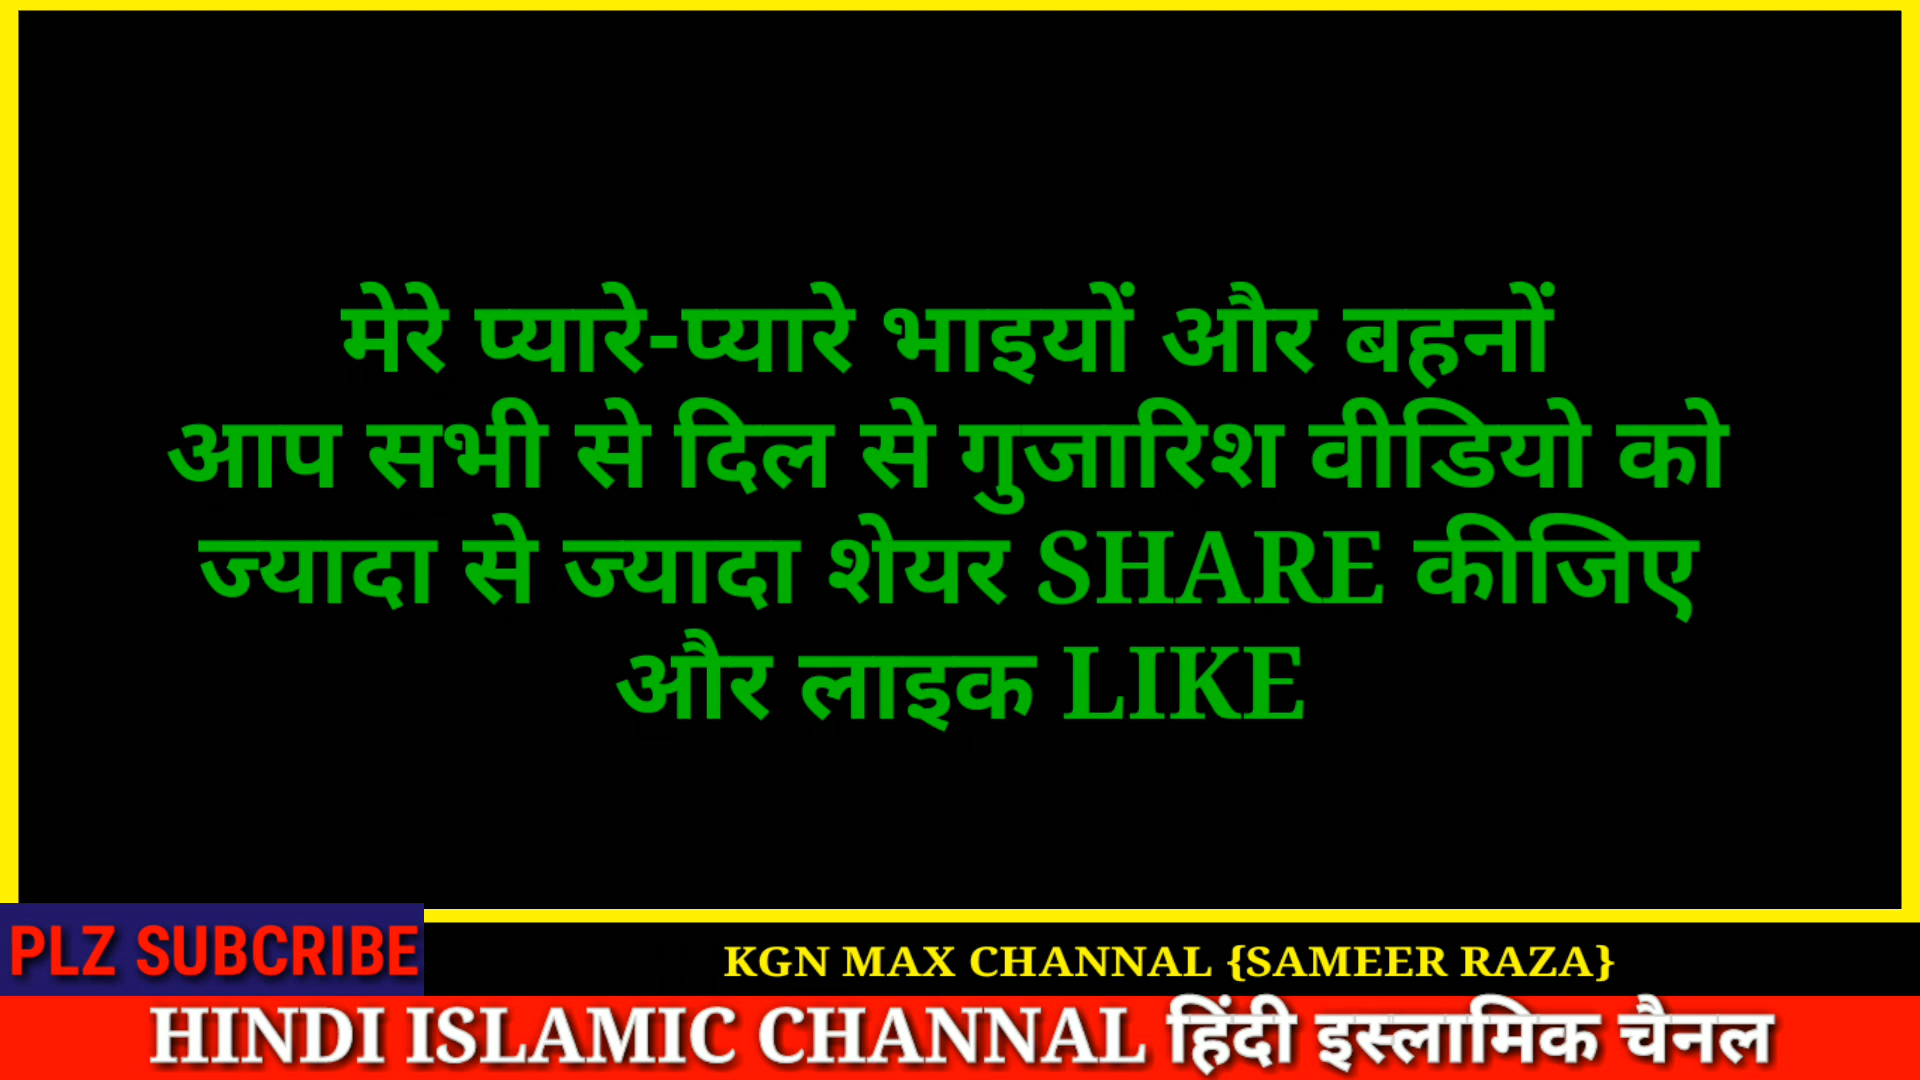 मेरे प्यारे-प्यारे भाइयों और बहनों
आप सभी से दिल से गुजारिश वीडियो को
ज्यादा से ज्यादा शेयर SHARE कीजिए
और लाइक LIKE
PLZ SUBCRIBE
KGN MAX CHANNAL {SAMEER RAZA}
HINDI ISLAMIC CHANNAL हिंदी इस्लामिक चैनल